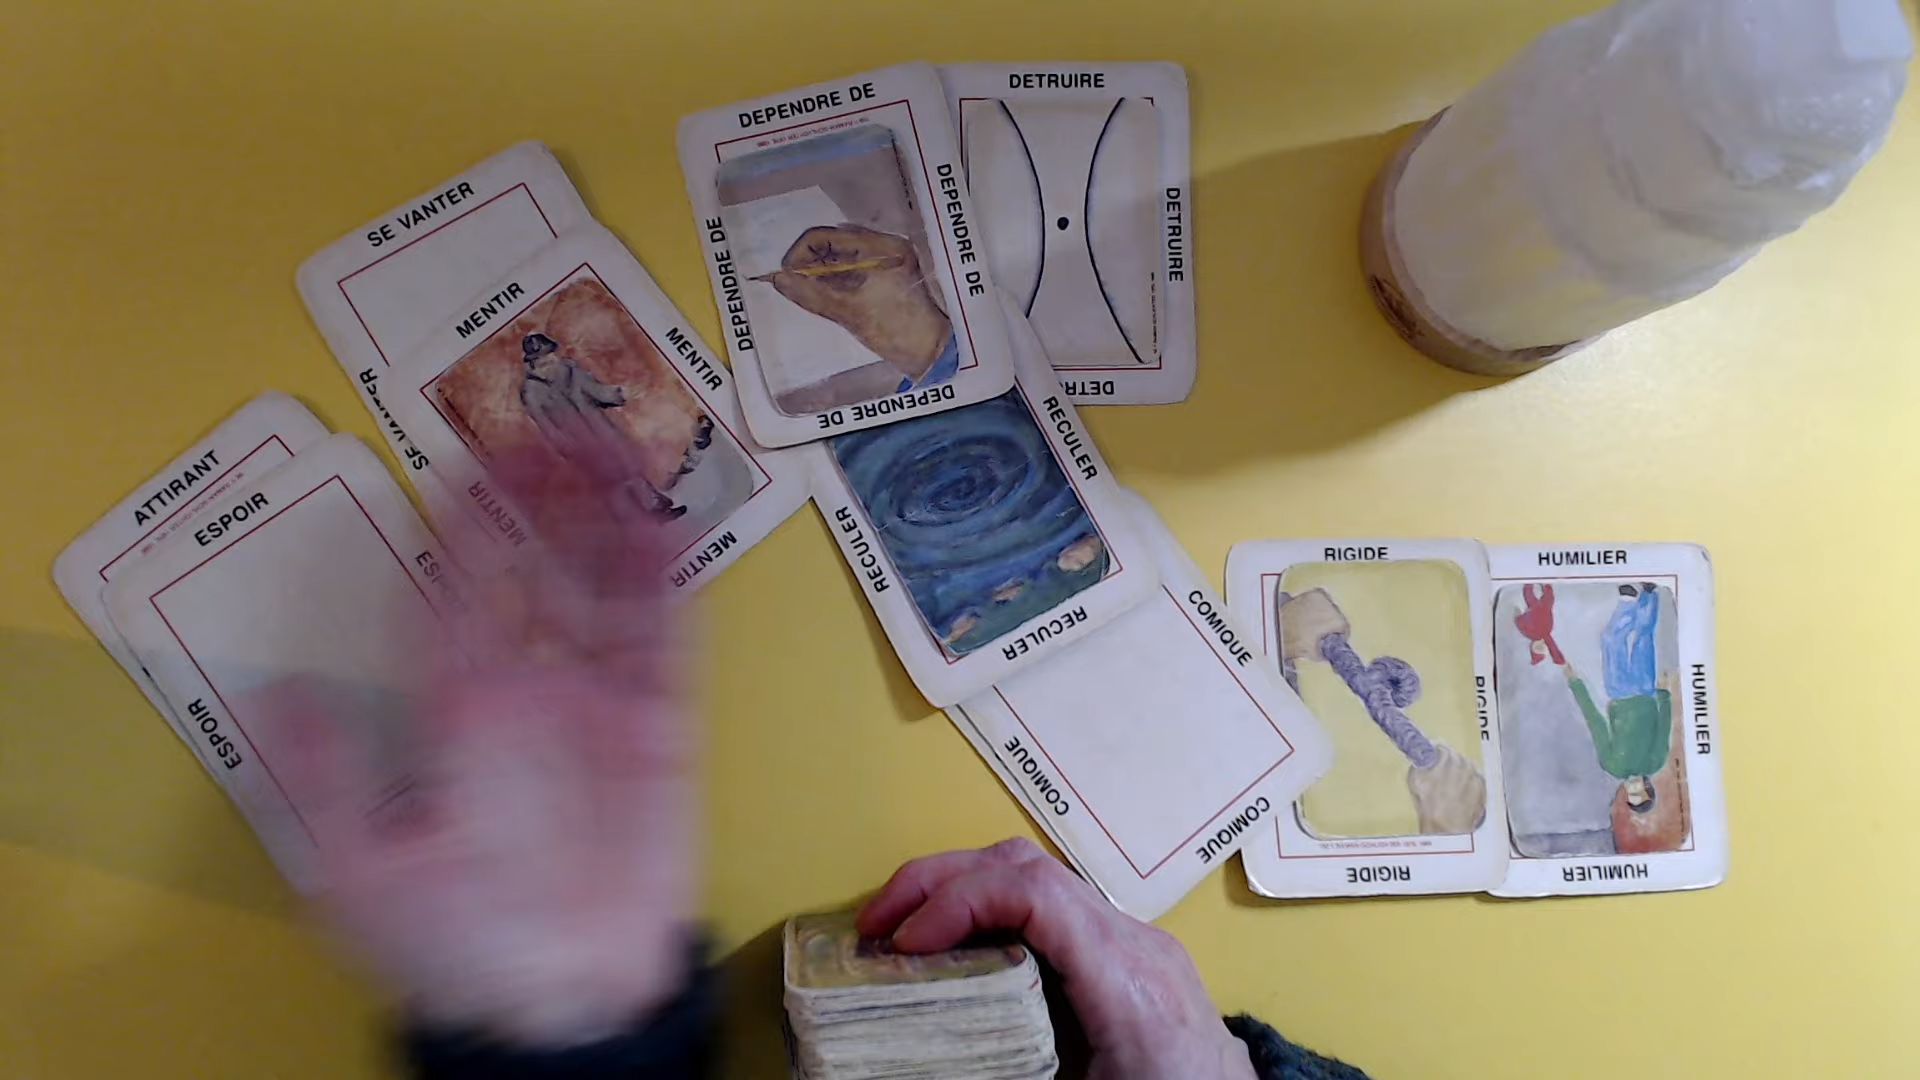 DEPENDRE DE
DEPENDRE DE
DEPENDRE DE
DEPENDRE DE
DETRUIRE
DETRUIRE
SE VANTER
MENTIR
MENTIR
MENTIR
MENTIR
RECULER
RECULER
RECULER
ATTIRANT
ESPOIR
ESPOIR
COMIQUE
COMIQUE
COMIQUE
RIGIDE
RIGIDE
RIGIDE
HUMILIER
HUMILIER
HUMILIER